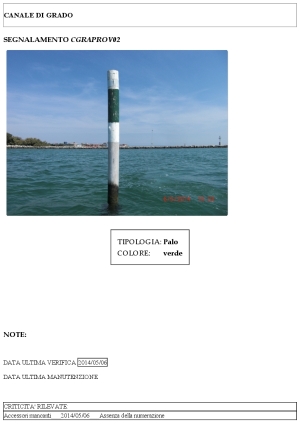 CANALE DI GRADO
SEGNALAMENTO CGRAPROV02
TIPOLOGIA: Palo
COLORE: verde
NOTE:
DATA ULTIMA VERIFICA 2014/05/06
DATA ULTIMA MANUTENZIONE
CRITICITA' RILEVATE
Accessori mancanti 2014/05/06 Assenza della numerazione